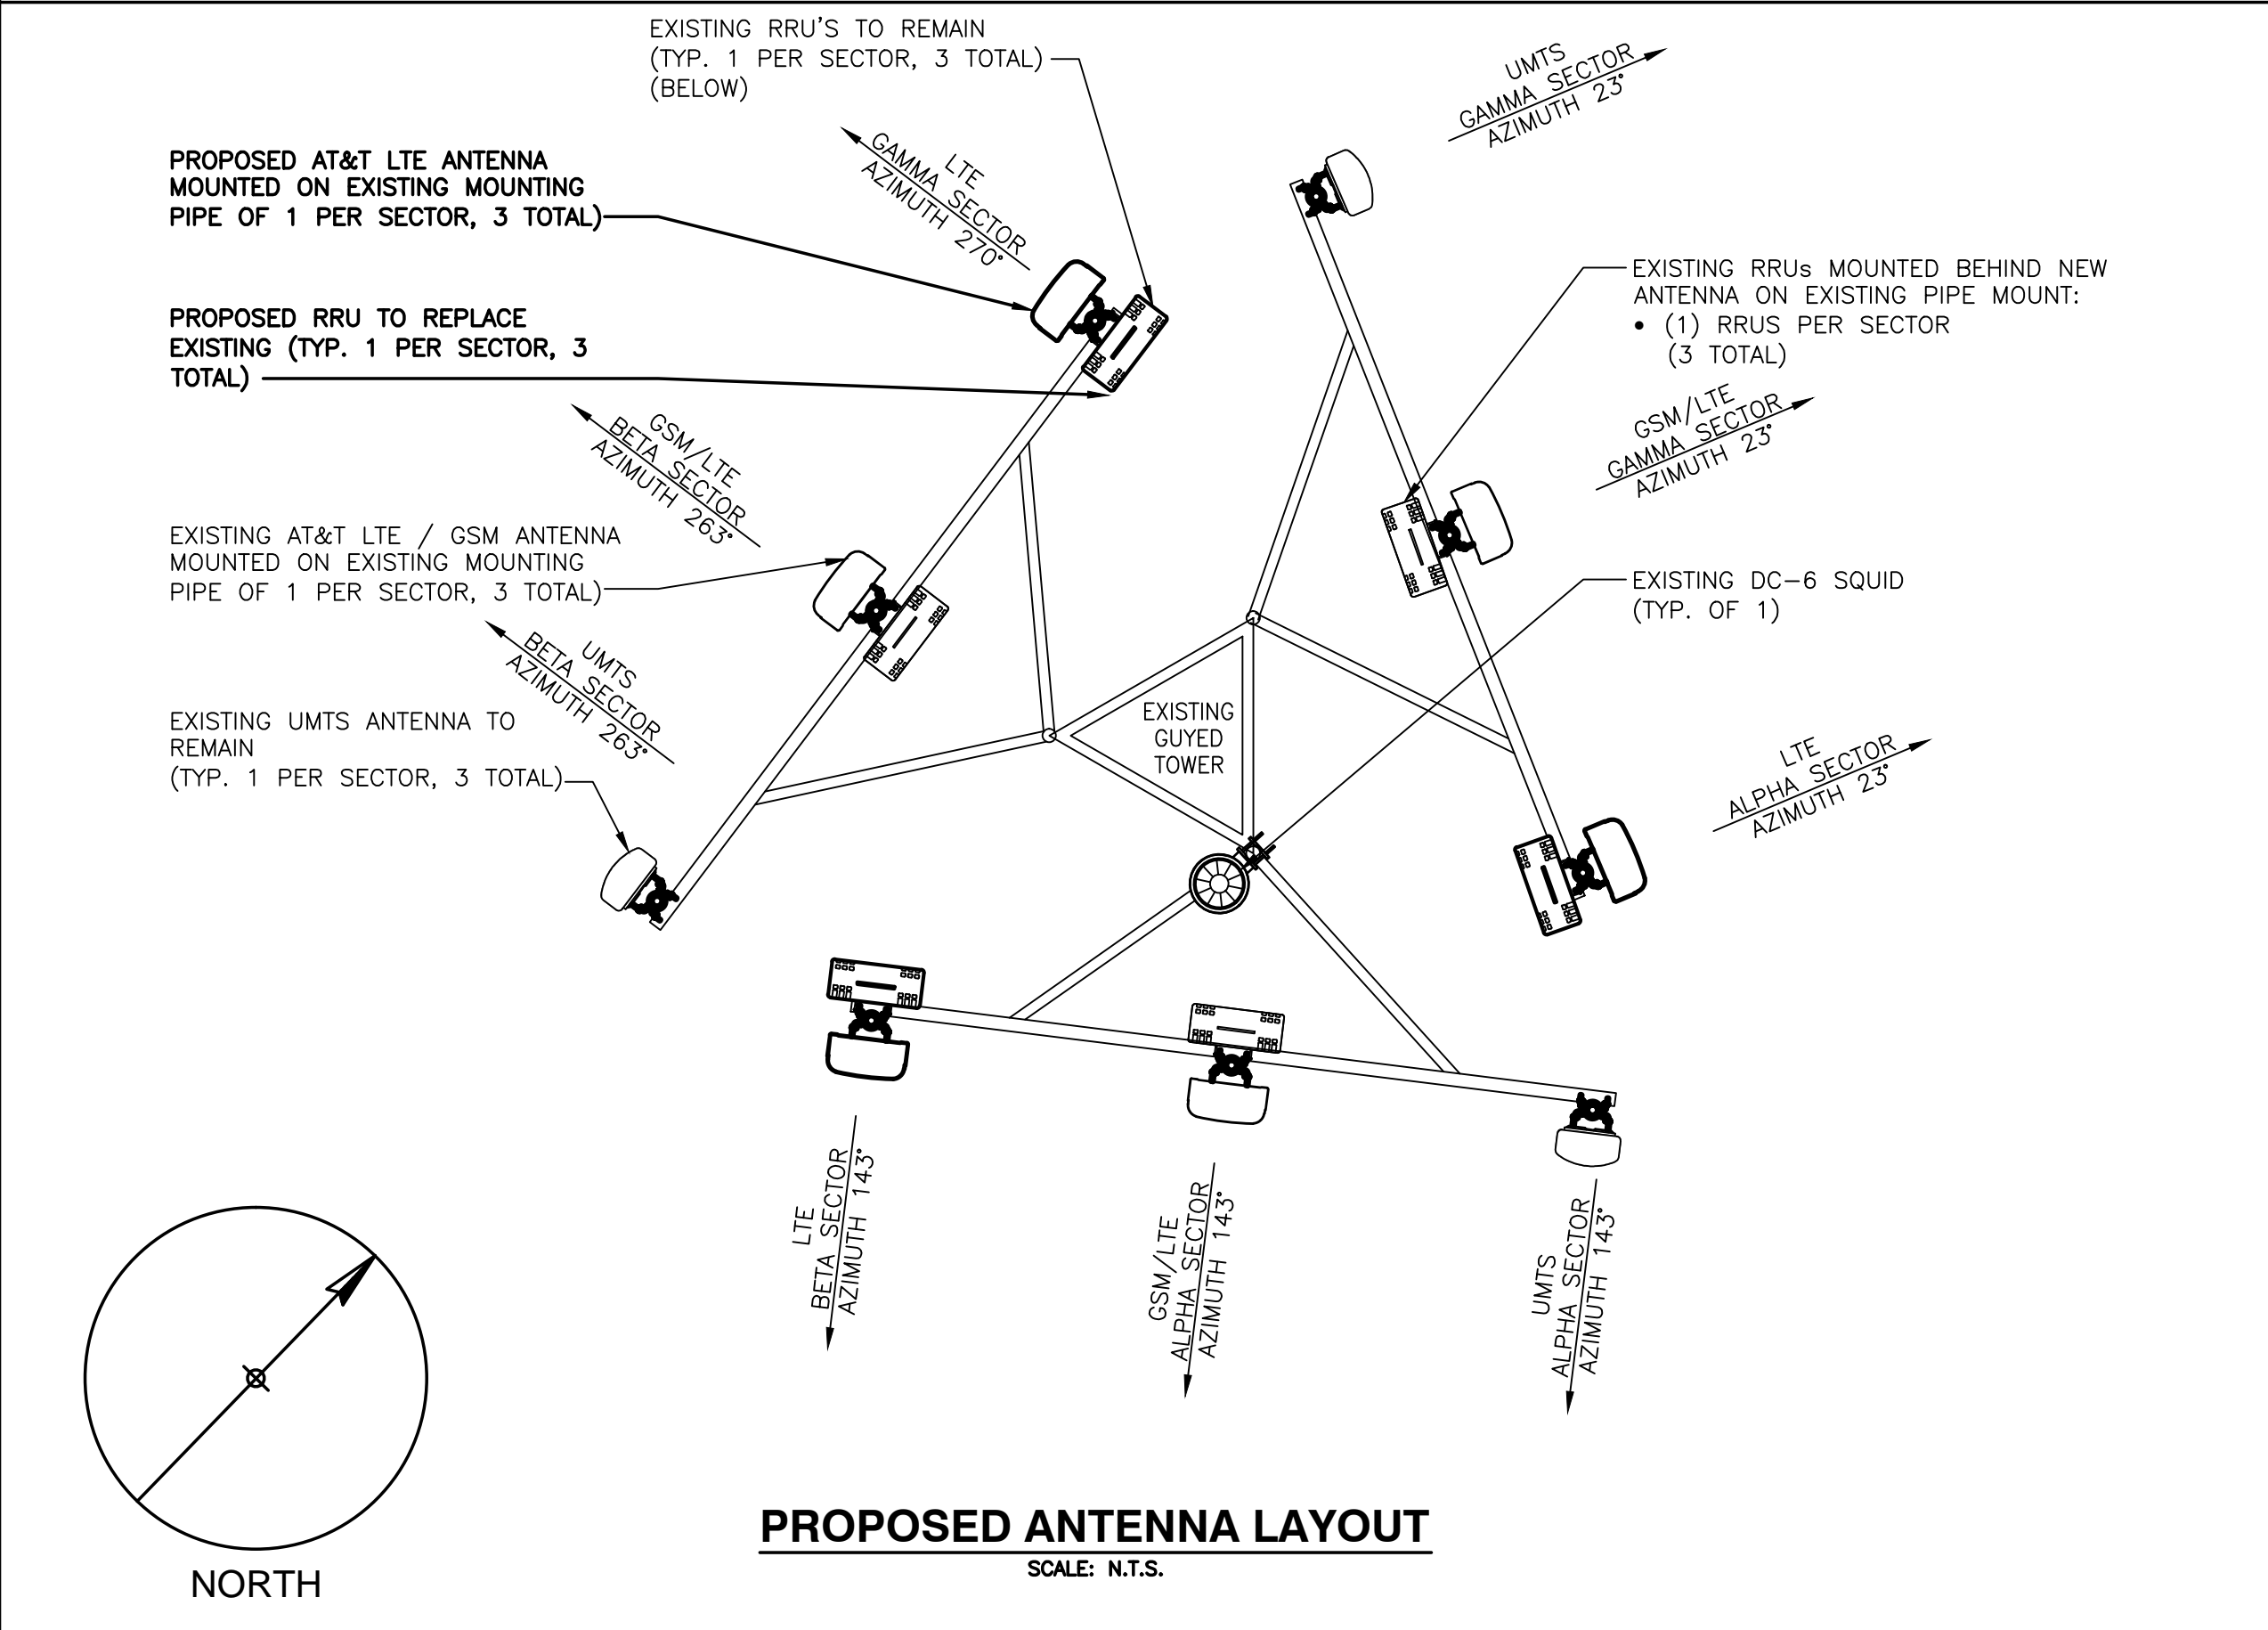 EXISTING RRU'S TO REMAIN
(TYP. 1 PER SECTOR, 3 TOTAL)
(BELOW)
UMTS
GAMMA SECTOR
AZIMUTH 23°
PROPOSED AT&T LTE ANTENNA
MOUNTED ON EXISTING MOUNTING
PIPE OF 1 PER SECTOR, 3 TOTAL)
LTE
GAMMA SECTOR
AZIMUTH 270°
EXISTING RRUs MOUNTED BEHIND NEW
ANTENNA ON EXISTING PIPE MOUNT:
• (1) RRUS PER SECTOR
(3 TOTAL)
PROPOSED RRU TO REPLACE
EXISTING (TYP. 1 PER SECTOR, 3
TOTAL)
GSM/LTE
GAMMA SECTOR
AZIMUTH 23°
GSM/LTE
BETA SECTOR
AZIMUTH 263°
EXISTING AT&T LTE / GSM ANTENNA
MOUNTED ON EXISTING MOUNTING
PIPE OF 1 PER SECTOR, 3 TOTAL)
EXISTING DC-6 SQUID
(TYP. OF 1)
UMTS
BETA SECTOR
AZIMUTH 263°
EXISTING UMTS ANTENNA TO
REMAIN
(TYP. 1 PER SECTOR, 3 TOTAL)
EXISTING
GUYED
TOWER
LTE
ALPHA SECTOR
AZIMUTH 23°
LTE
BETA SECTOR
AZIMUTH 143°
GSM/LTE
ALPHA SECTOR
AZIMUTH 143°
UMTS
ALPHA SECTOR
AZIMUTH 143°
NORTH
PROPOSED ANTENNA LAYOUT
SCALE: N.T.S.